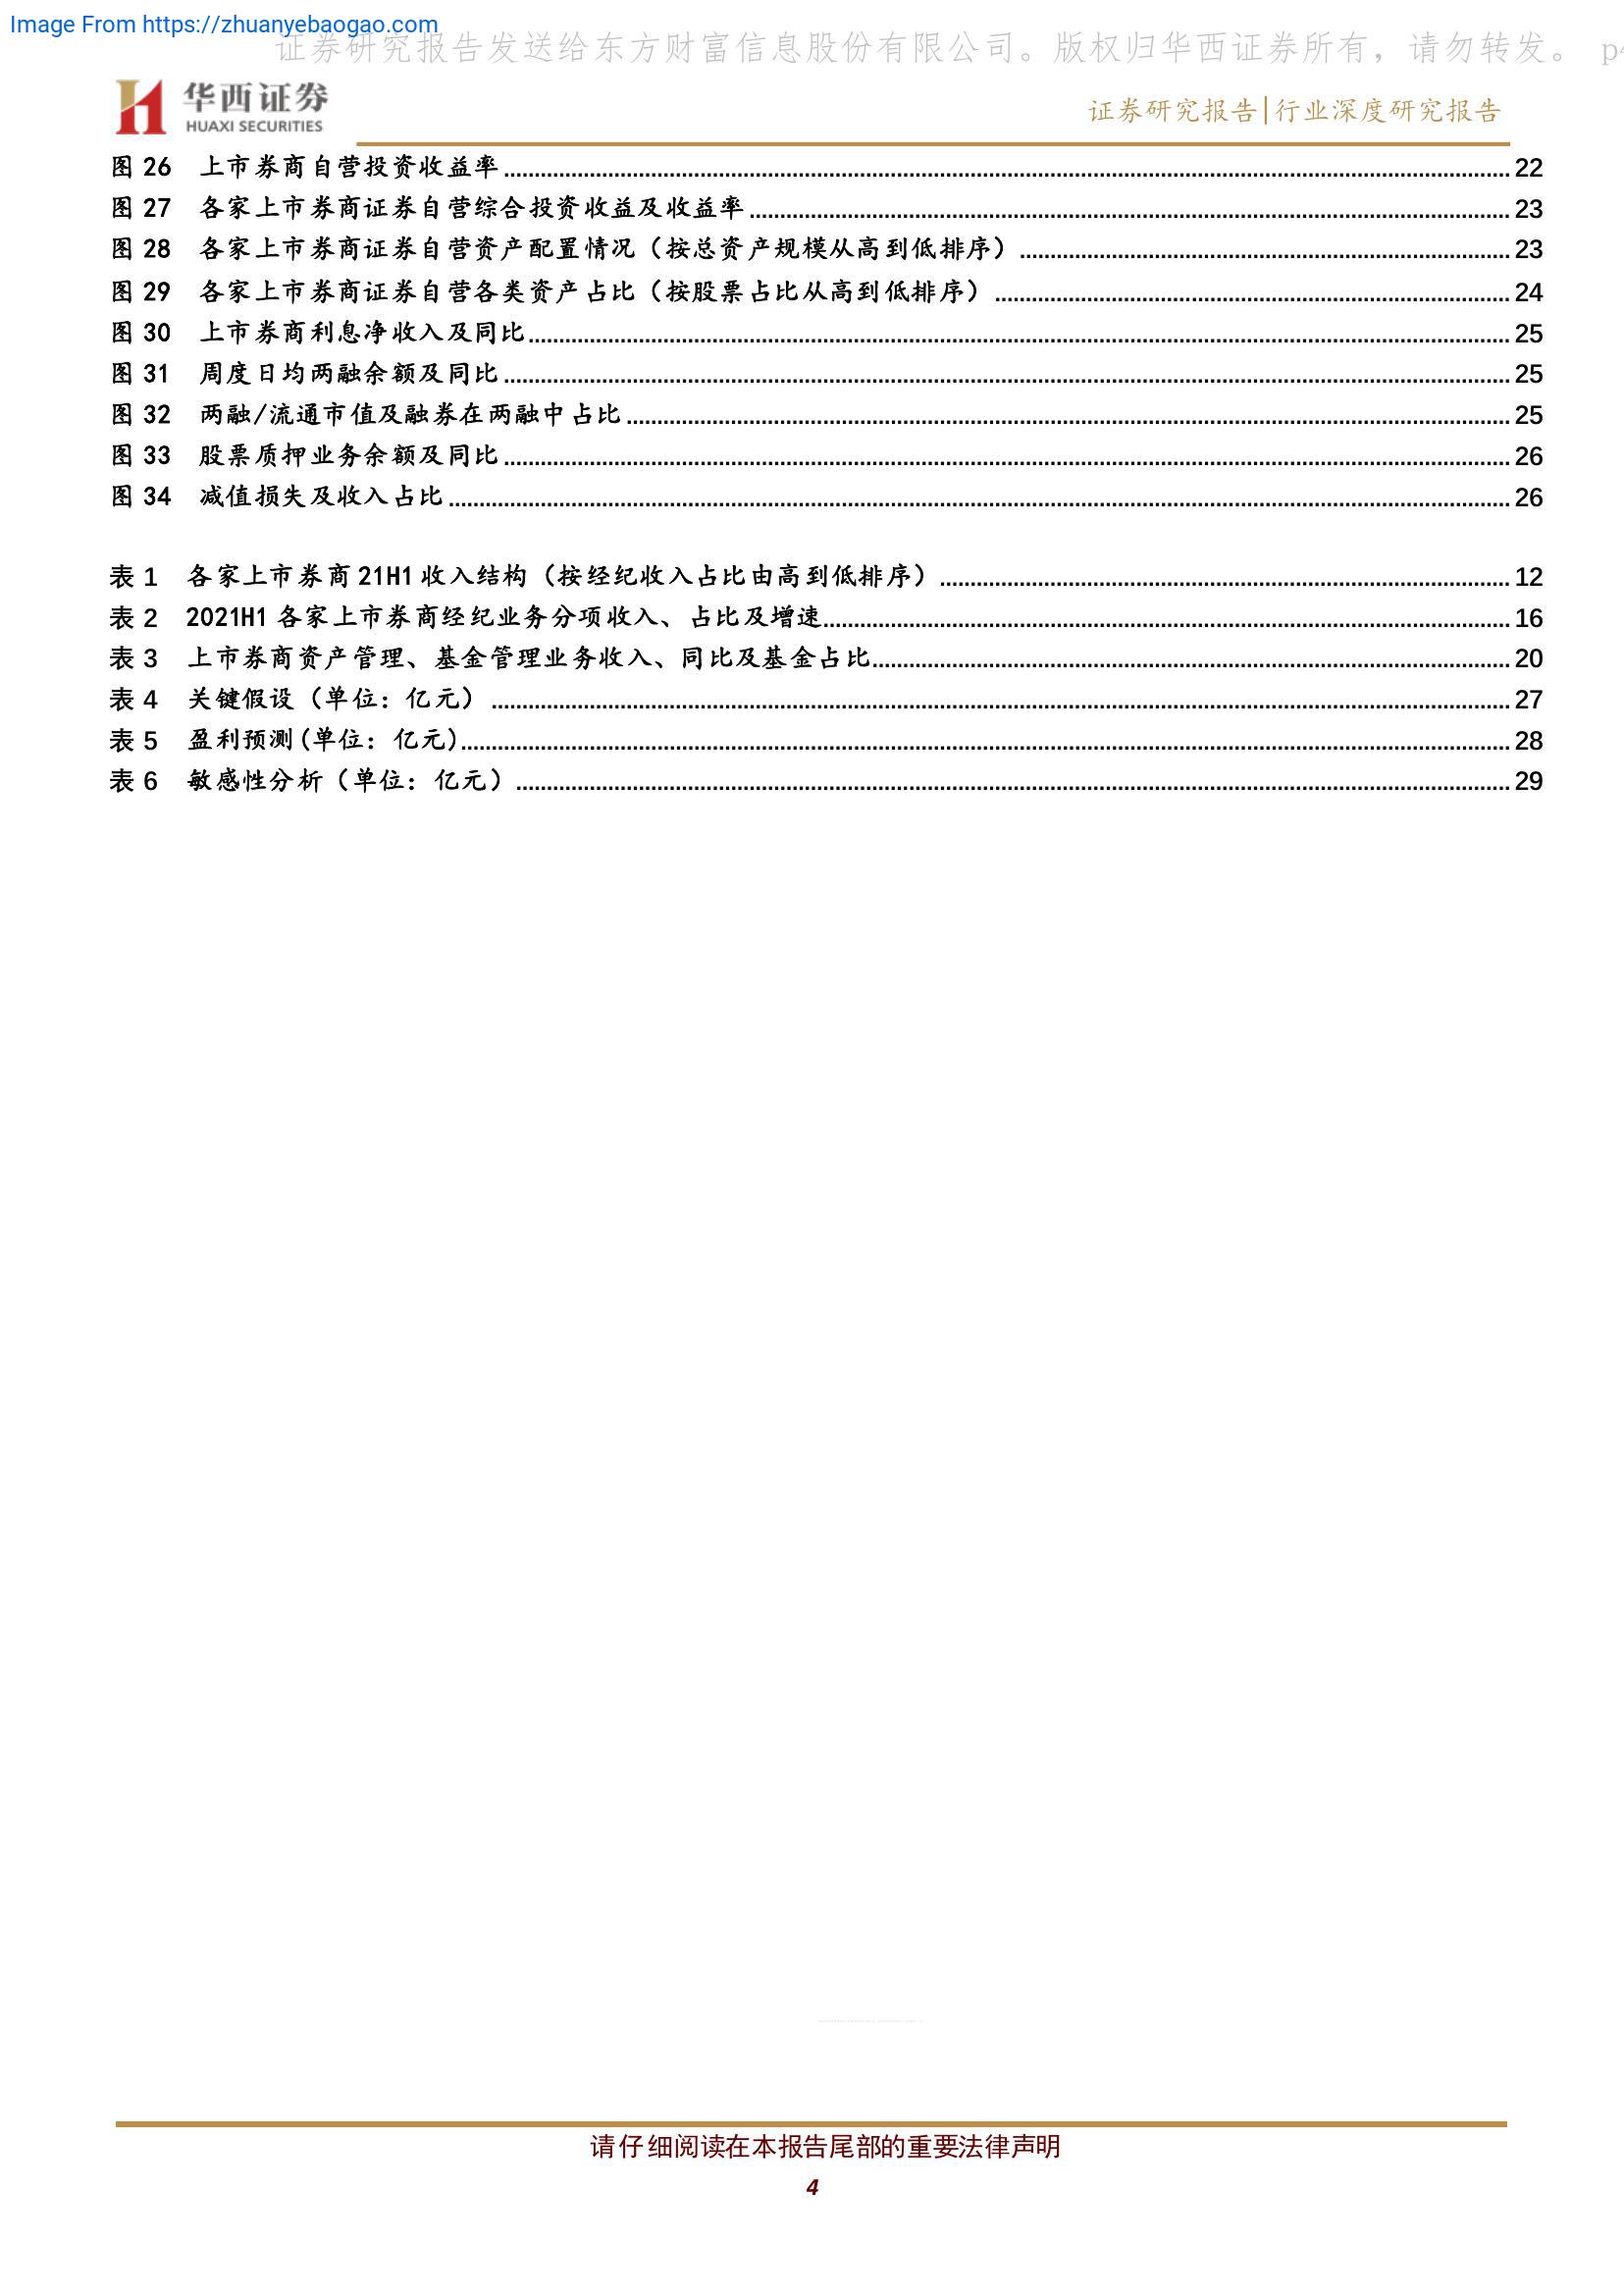 Image From https://zhuanyebaogao.com
证券研究报告发送给东方财富信息股份有限公司。版权归华西证券所有，请勿转发。 p4
华西证券
HUAXI SECURITIES
证券研究报告|行业深度研究报告
图 26 上市券商自营投资收益率 22
图 27 各家上市券商证券自营综合投资收益及收益率 23
图 28 各家上市券商证券自营资产配置情况（按总资产规模从高到低排序） 23
图 29 各家上市券商证券自营各类资产占比（按股票占比从高到低排序） 24
图 30 上市券商利息净收入及同比 25
图 31 周度日均两融余额及同比 25
图 32 两融/流通市值及融券在两融中占比 25
图 33 股票质押业务余额及同比 26
图 34 减值损失及收入占比 26
表 1 各家上市券商 21H1 收入结构（按经纪收入占比由高到低排序） 12
表 2 2021H1 各家上市券商经纪业务分项收入、占比及增速 16
表 3 上市券商资产管理、基金管理业务收入、同比及基金占比 20
表 4 关键假设（单位：亿元） 27
表 5 盈利预测(单位：亿元) 28
表 6 敏感性分析（单位：亿元） 29
请仔细阅读在本报告尾部的重要法律声明
4